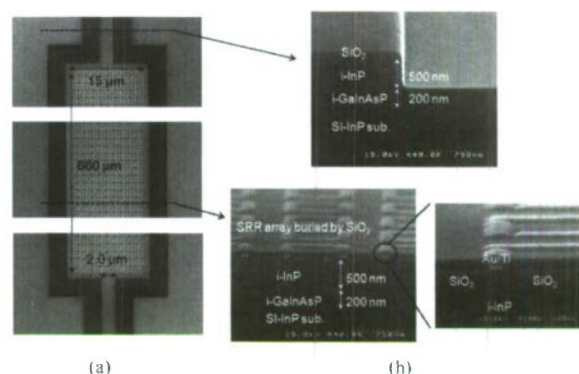 15 µm
660 µm
2.0 µm
(a)
SiO₂
i-InP
500 nm
i-GaInAsP
200 nm
SI-InP sub.
SRR array buried by SiO₂
i-InP
500 nm
i-GaInAsP
200 nm
SI-InP sub.
Au/Ti
SiO₂
SiO₂
i-InP
(b)